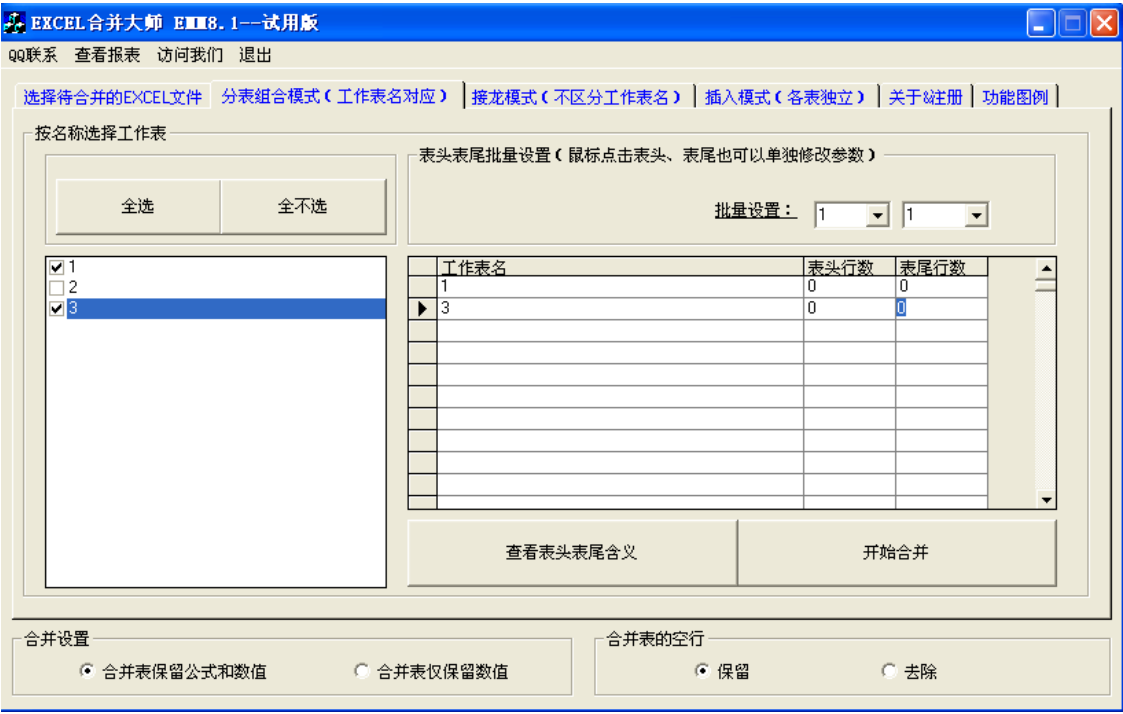 EXCEL合并大师 EMM8.1--试用版
QQ联系 查看报表 访问我们 退出
选择待合并的EXCEL文件 分表组合模式(工作表名对应) 接龙模式(不区分工作表名) 插入模式(各表独立) 关于&注册 功能图例
按名称选择工作表
表头表尾批量设置(鼠标点击表头、表尾也可以单独修改参数)
全选 全不选
批量设置: 1 1
1
2
3
工作表名 表头行数 表尾行数
1 0 0
3 0 0
查看表头表尾含义 开始合并
合并设置
合并表保留公式和数值 合并表仅保留数值
合并表的空行
保留 去除